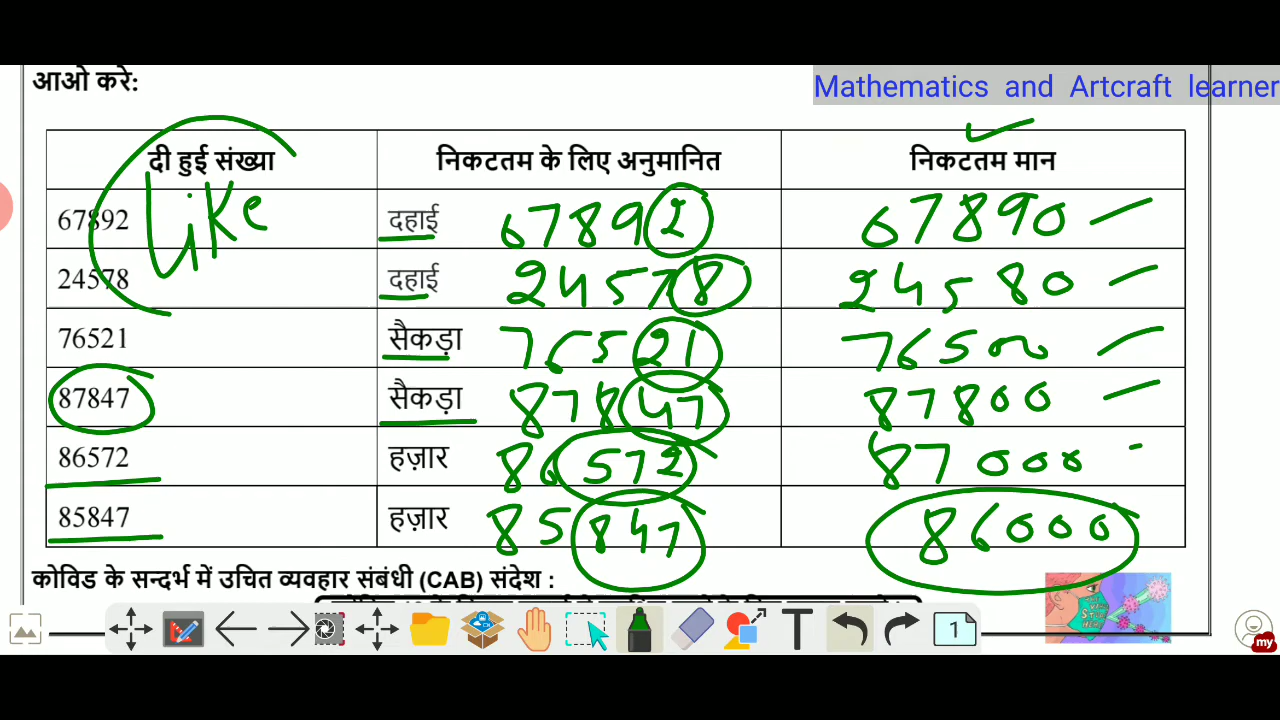 आओ करे:
Mathematics and Artcraft learner
दी हुई संख्या निकटतम के लिए अनुमानित निकटतम मान
Like
67892 दहाई 67892 67890
24578 दहाई 24578 24580
76521 सैकड़ा 76521 76500
87847 सैकड़ा 87847 87800
86572 हज़ार 86572 87000
85847 हज़ार 85847 86000
कोविड के सन्दर्भ में उचित व्यवहार संबंधी (CAB) संदेश :
T 1
my